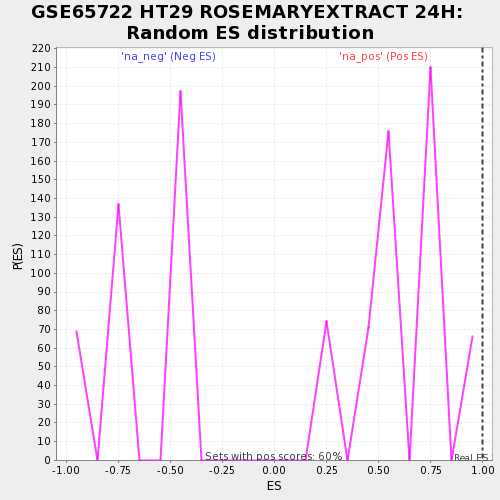 GSE65722 HT29 ROSEMARYEXTRACT 24H:
Random ES distribution
'na_neg' (Neg ES) 'na_pos' (Pos ES)
220
210
200
190
180
170
160
150
140
130
120
110
100
90
80
70
60
50
40
30
20
10
0
P(ES)
Sets with pos scores: 60%
Real ES
-1.00 -0.75 -0.50 -0.25 0.00 0.25 0.50 0.75 1.00
ES